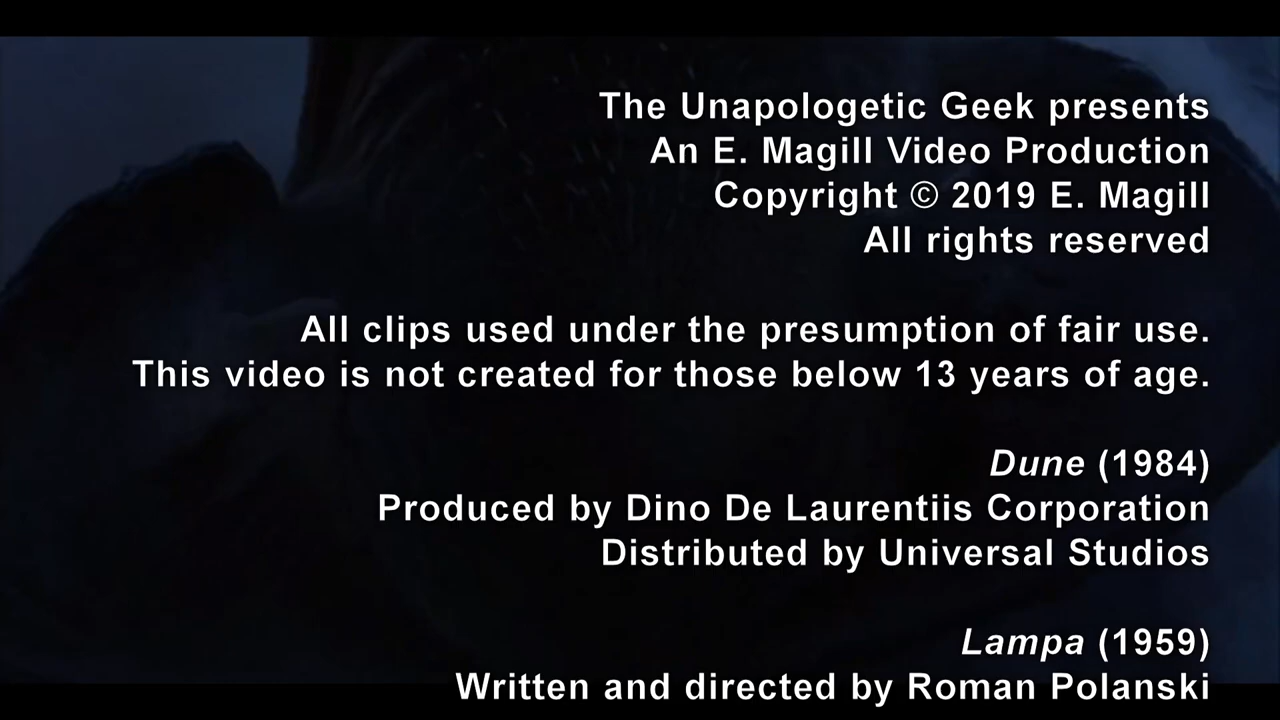 The Unapologetic Geek presents
An E. Magill Video Production
Copyright © 2019 E. Magill
All rights reserved
All clips used under the presumption of fair use.
This video is not created for those below 13 years of age.
Dune (1984)
Produced by Dino De Laurentiis Corporation
Distributed by Universal Studios
Lampa (1959)
Written and directed by Roman Polanski